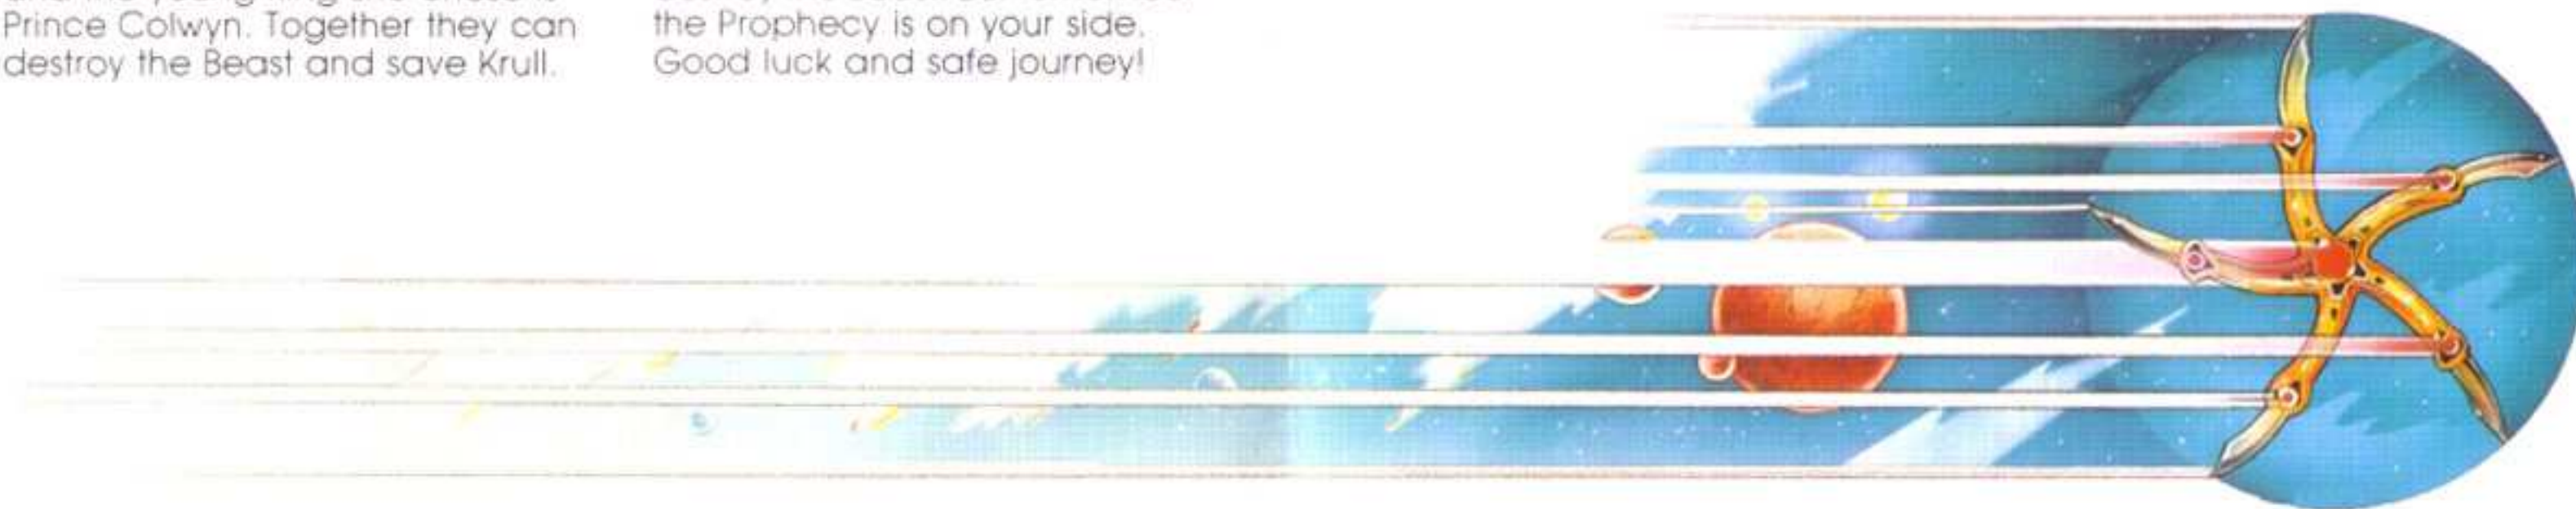 Prince Colwyn. Together they can
destroy the Beast and save Krull.
the Prophecy is on your side.
Good luck and safe journey!